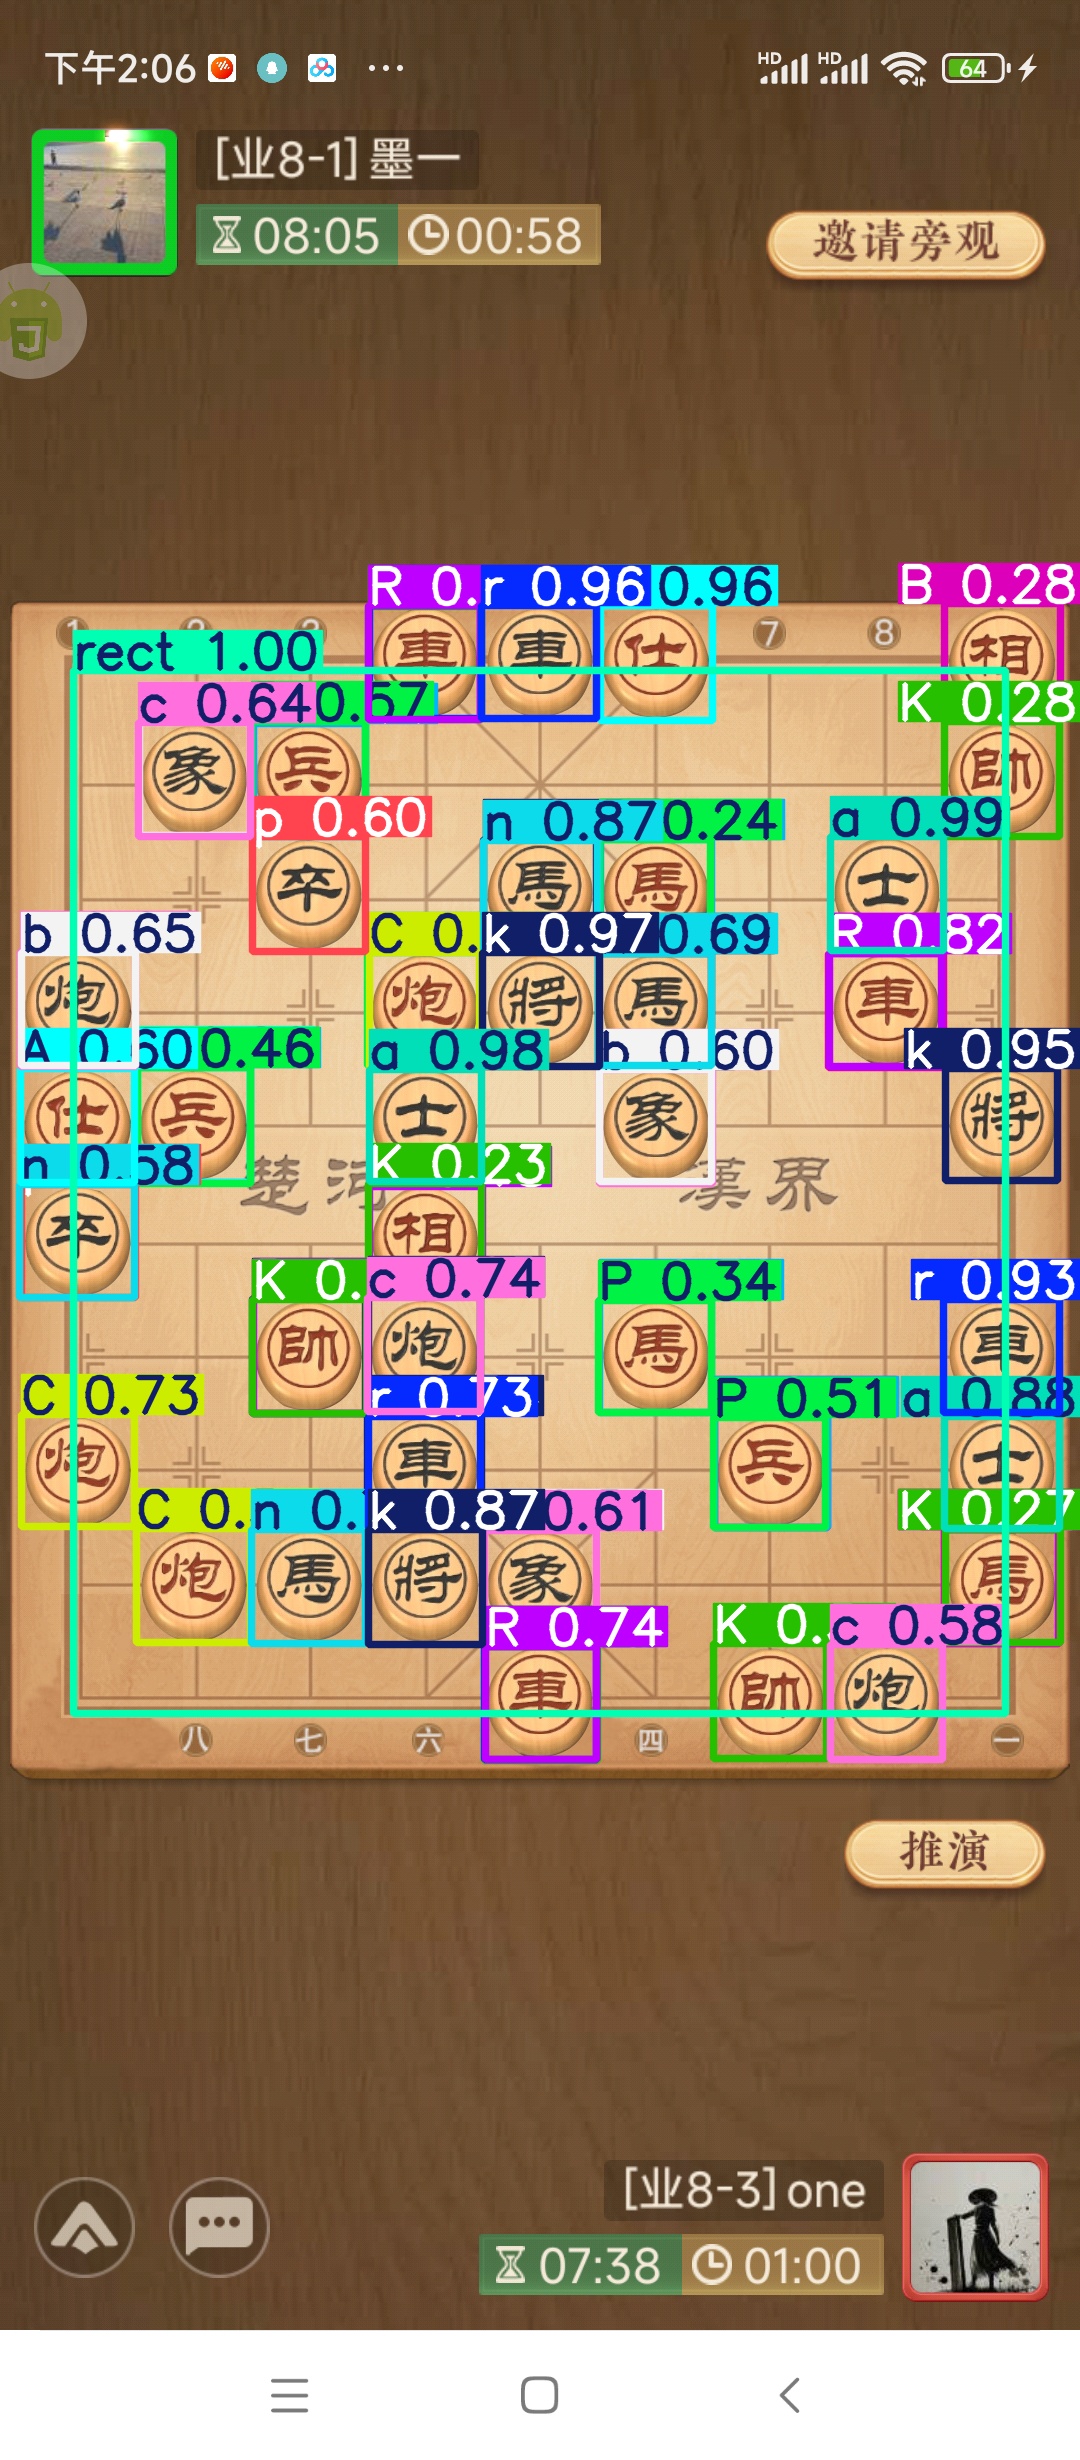 下午2:06 ... HD HD 64
[业8-1] 墨一
08:05 00:58
邀请旁观
R 0. r 0.96 0.96 B 0.28
車 車 仕 7 8 相
rect 1.00
c 0.64 0.57 K 0.28
象 兵 帥
p 0.60 n 0.87 0.24 a 0.99
卒 馬 馬 士
b 0.65 C 0. k 0.97 0.69 R 0.82
炮 炮 將 馬 車
A 0.60 0.46 a 0.98 b 0.60 k 0.95
仕 兵 士 象 將
n 0.58 K 0.23
楚河 漢界
卒 相
K 0. c 0.74 P 0.34 r 0.93
帥 炮 馬 車
C 0.73 r 0.73 P 0.51 a 0.88
炮 車 兵 士
C 0. n 0. k 0.87 0.61 K 0.27
炮 馬 將 象 馬
R 0.74 K 0. c 0.58
車 帥 炮
八 七 六 四 一
推演
[业8-3] one
07:38 01:00